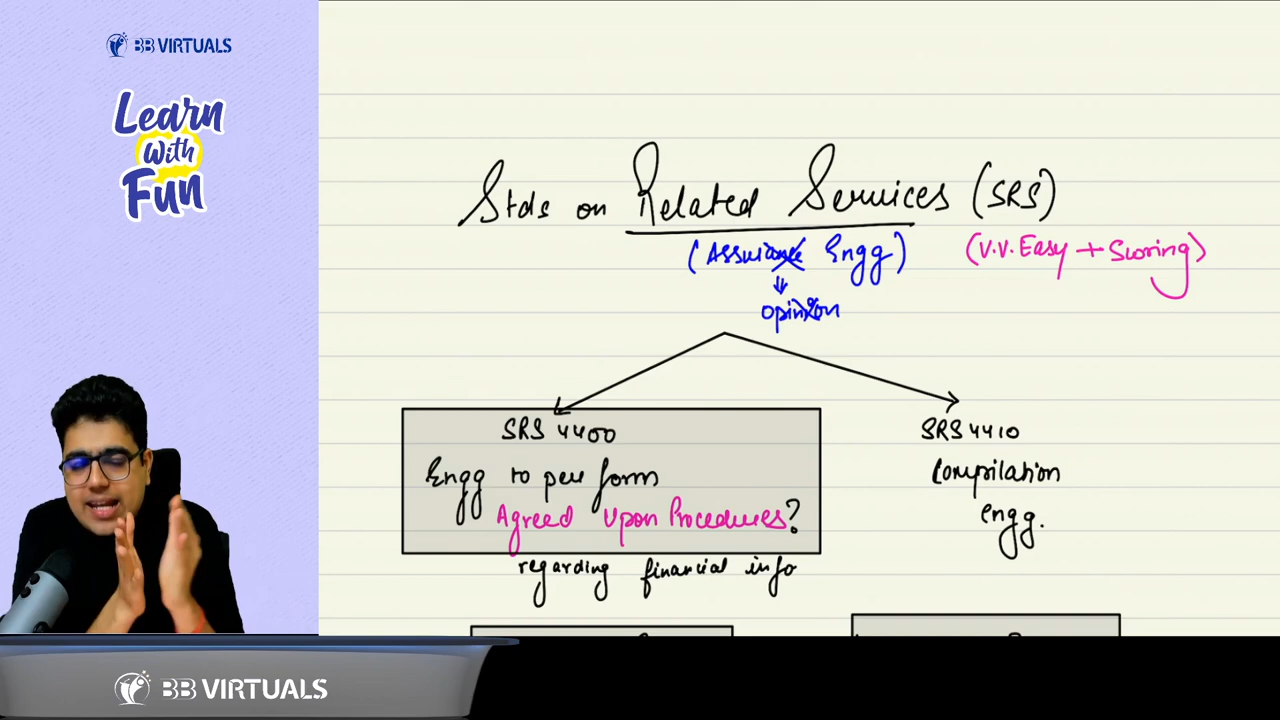 BB VIRTUALS
Learn
With
Fun
Stds on Related Services (SRS)
(Assurance Engg) (V.V. Easy + Scoring)
⇓
Opinion
SRS 4400
Engg to perform
Agreed Upon Procedures?
regarding financial info
SRS 4410
Compilation
engg.
BB VIRTUALS